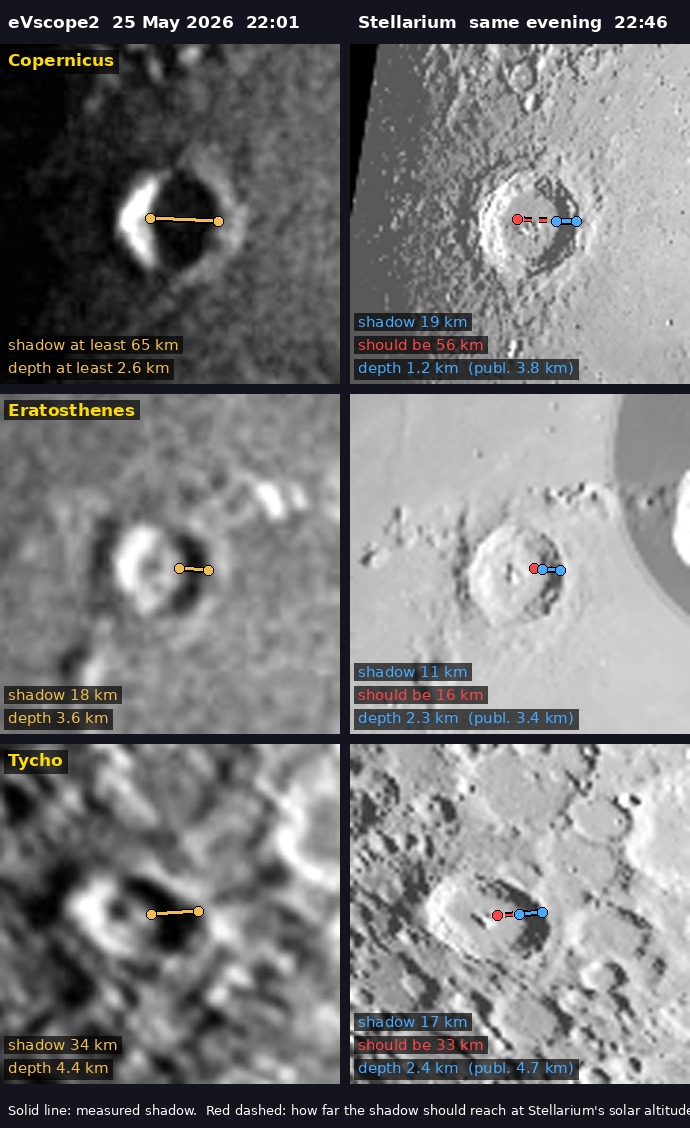 eVscope2 25 May 2026 22:01
Stellarium same evening 22:46
Copernicus
shadow at least 65 km
depth at least 2.6 km
shadow 19 km
should be 56 km
depth 1.2 km (publ. 3.8 km)
Eratosthenes
shadow 18 km
depth 3.6 km
shadow 11 km
should be 16 km
depth 2.3 km (publ. 3.4 km)
Tycho
shadow 34 km
depth 4.4 km
shadow 17 km
should be 33 km
depth 2.4 km (publ. 4.7 km)
Solid line: measured shadow. Red dashed: how far the shadow should reach at Stellarium's solar altitude